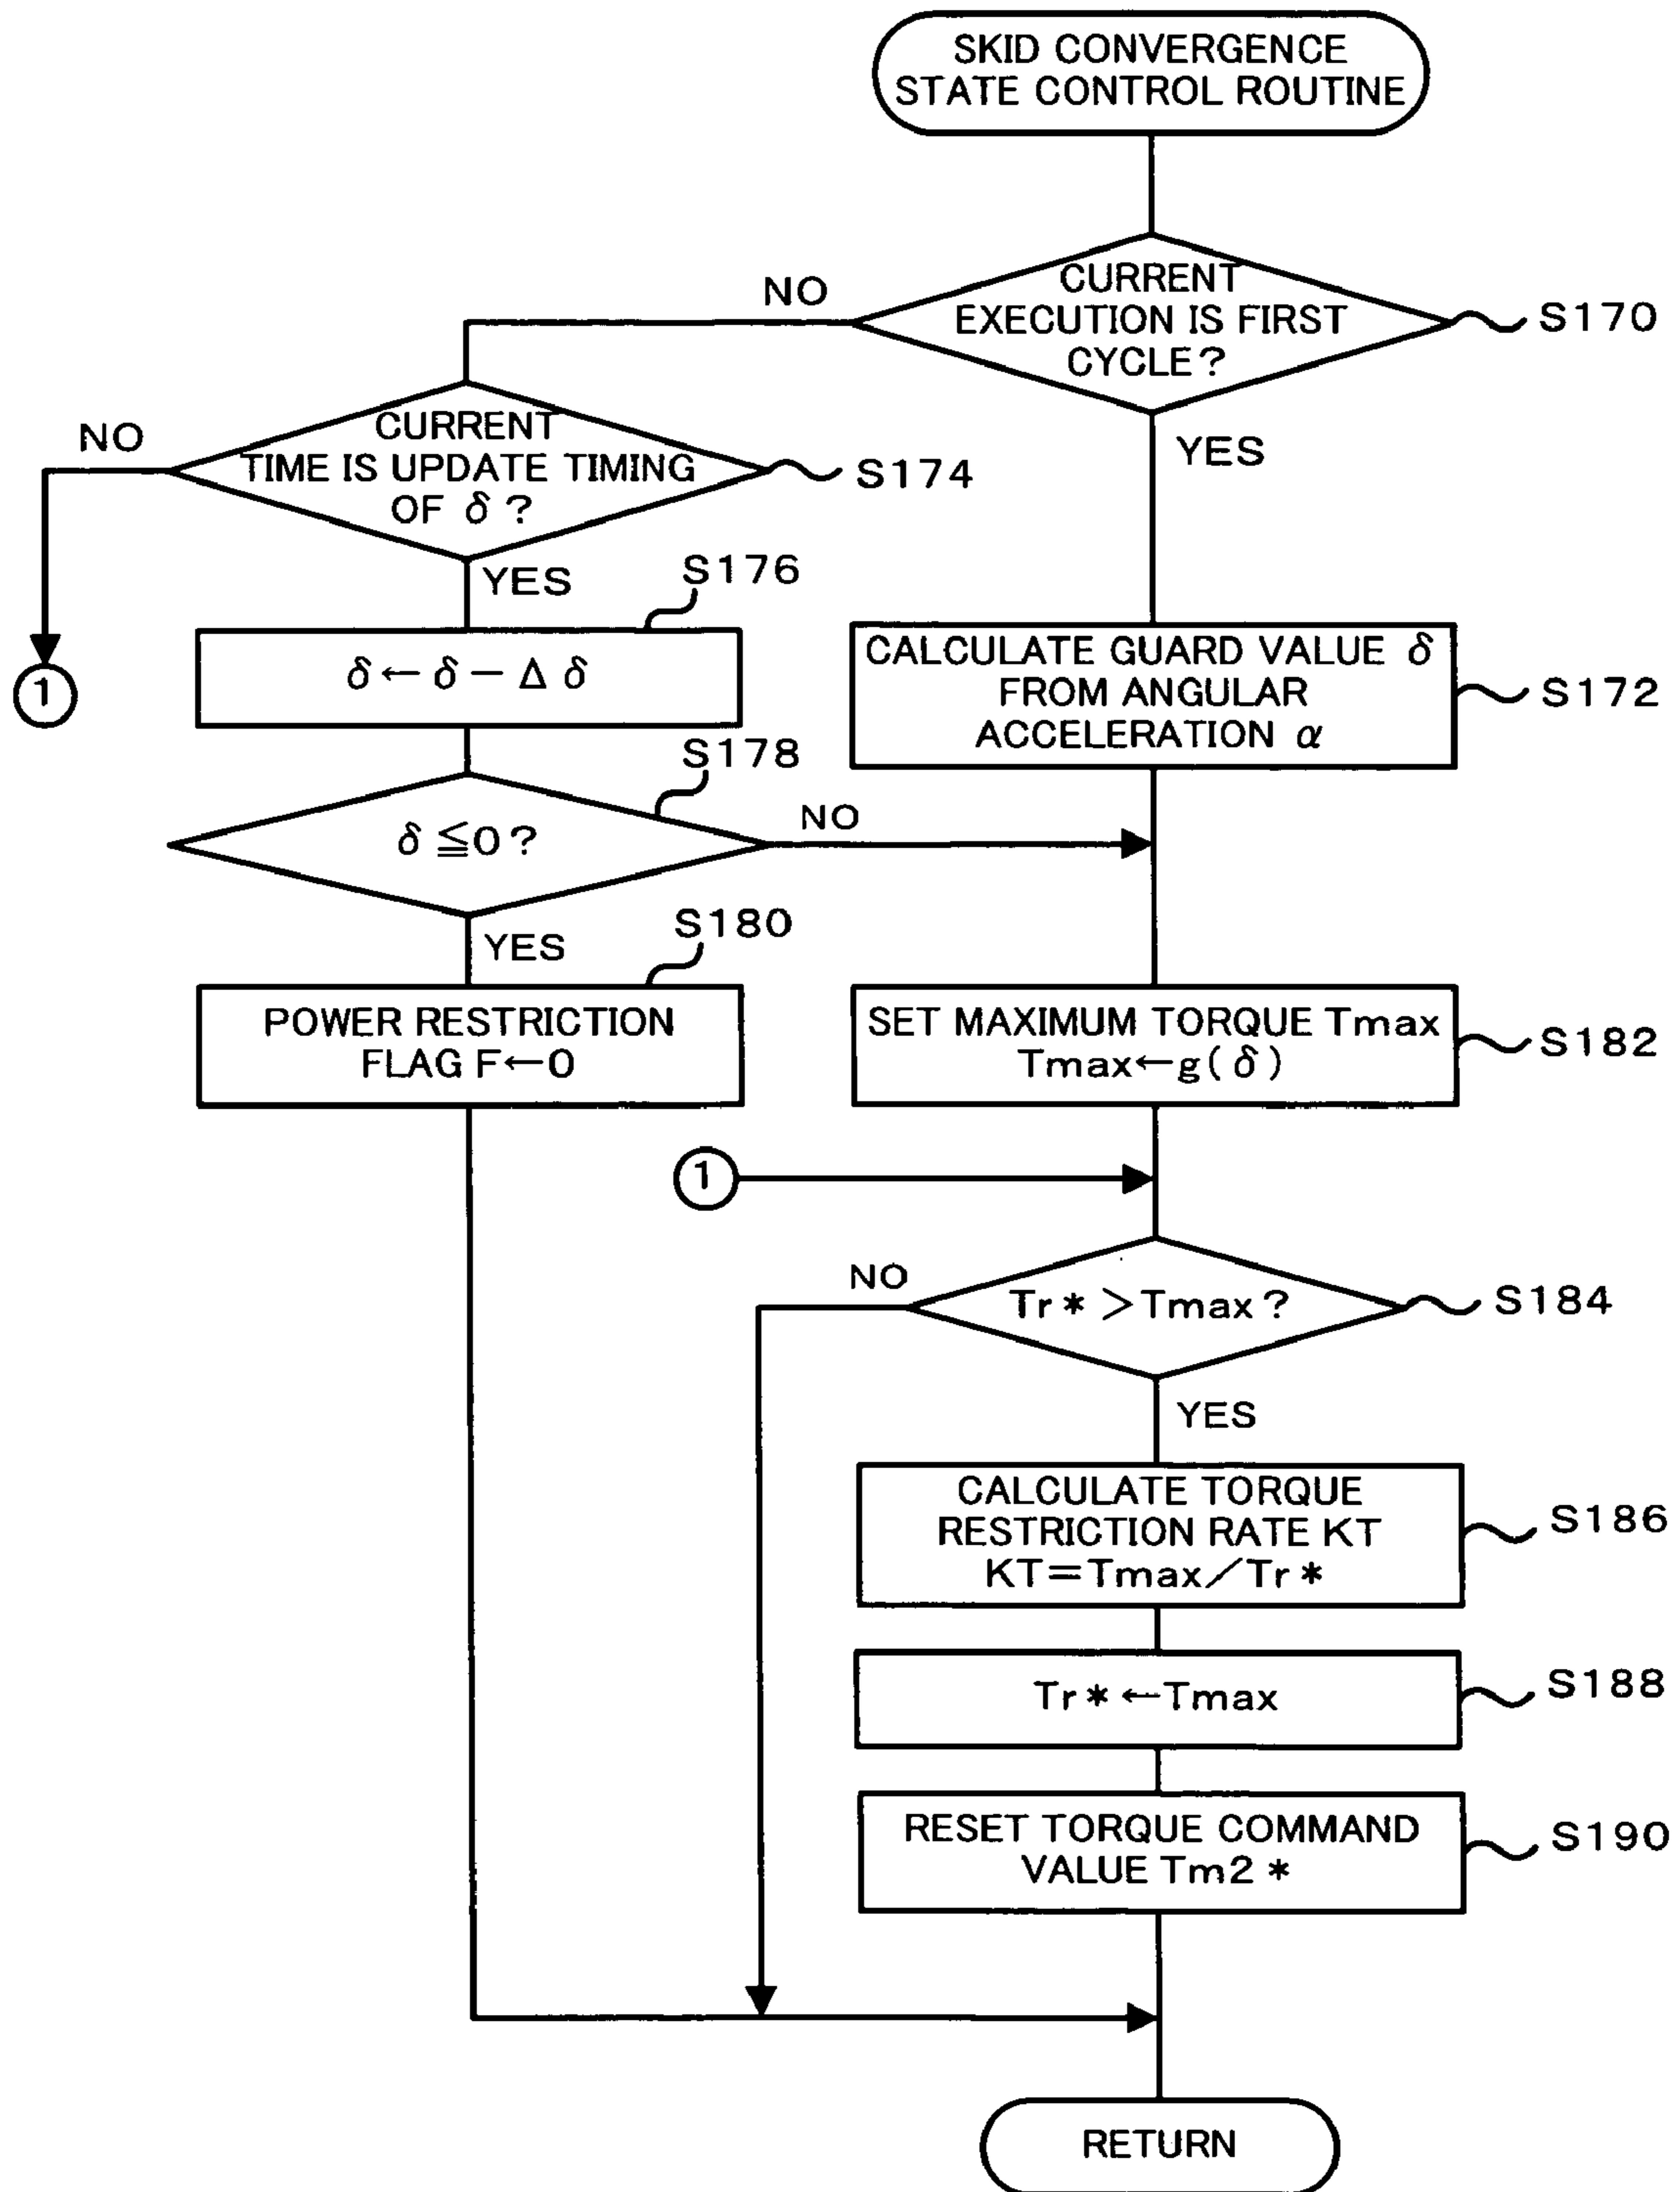 SKID CONVERGENCE
STATE CONTROL ROUTINE
CURRENT
EXECUTION IS FIRST
CYCLE?
S170
NO
YES
CURRENT
TIME IS UPDATE TIMING
OF δ?
S174
NO
YES
①
S176
δ←δ−Δδ
CALCULATE GUARD VALUE δ
FROM ANGULAR
ACCELERATION α
S172
S178
δ≦0?
NO
YES
S180
POWER RESTRICTION
FLAG F←0
SET MAXIMUM TORQUE Tmax
Tmax←g(δ)
S182
①
Tr*>Tmax?
S184
NO
YES
CALCULATE TORQUE
RESTRICTION RATE KT
KT=Tmax/Tr*
S186
Tr*←Tmax
S188
RESET TORQUE COMMAND
VALUE Tm2*
S190
RETURN